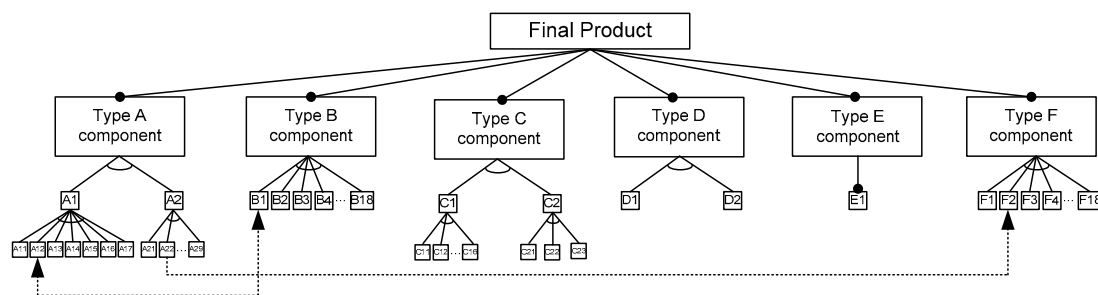 Final Product
Type A
component
Type B
component
Type C
component
Type D
component
Type E
component
Type F
component
A1 A2 B1 B2 B3 B4 ... B18 C1 C2 D1 D2 E1 F1 F2 F3 F4 ... F18
A11 A12 A13 A14 A15 A16 A17 A21 A22 ... A29 C11 C12 ... C16 C21 C22 C23